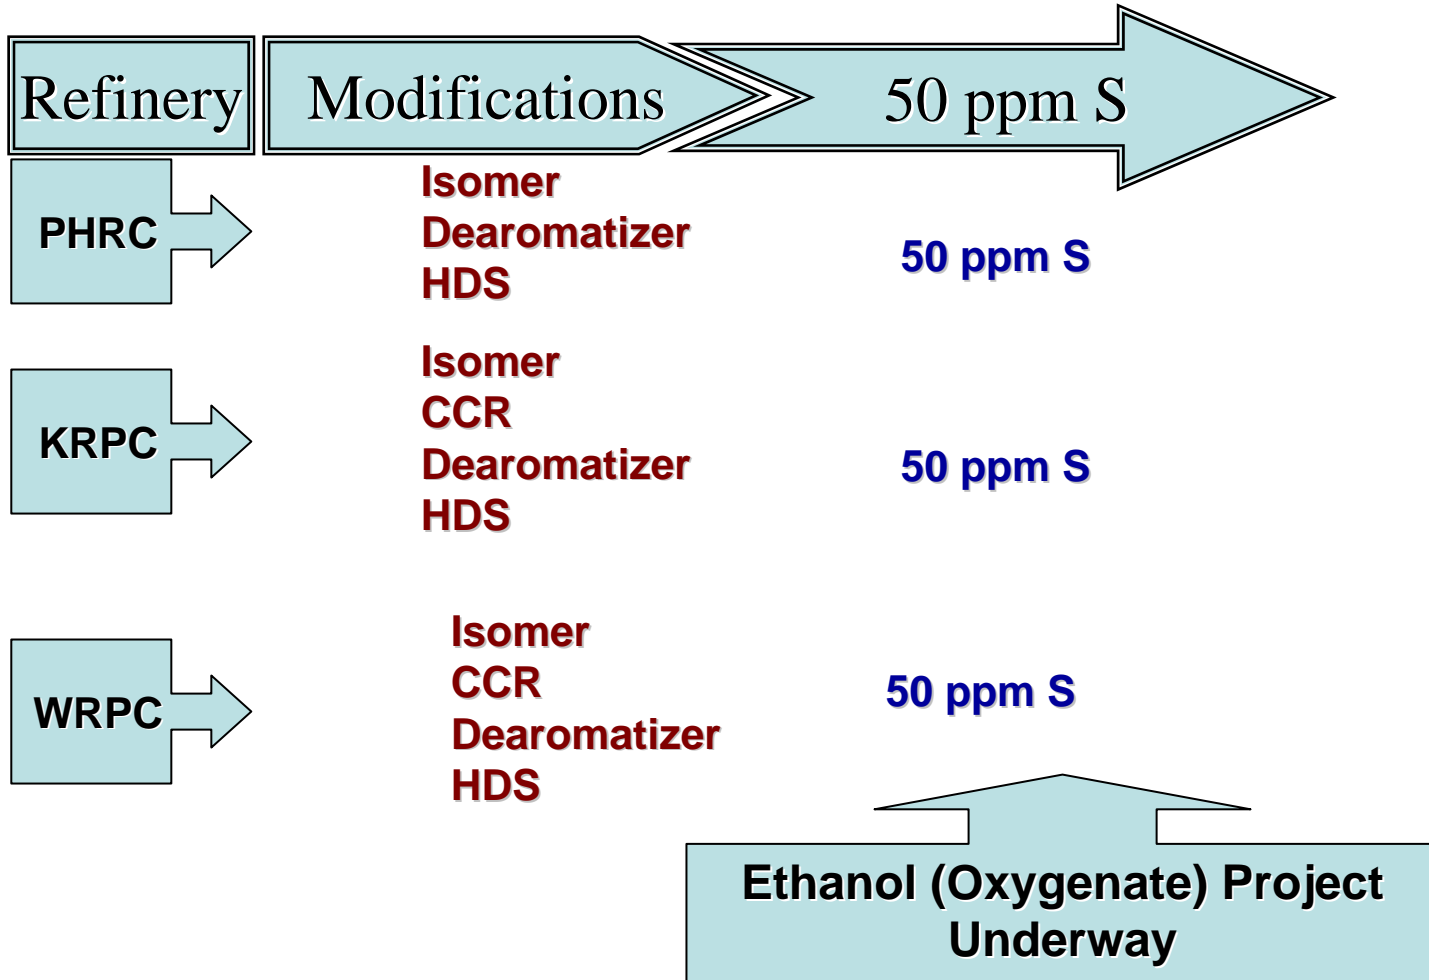 Refinery
Modifications
50 ppm S
PHRC
Isomer
Dearomatizer
HDS
50 ppm S
KRPC
Isomer
CCR
Dearomatizer
HDS
50 ppm S
WRPC
Isomer
CCR
Dearomatizer
HDS
50 ppm S
Ethanol (Oxygenate) Project
Underway